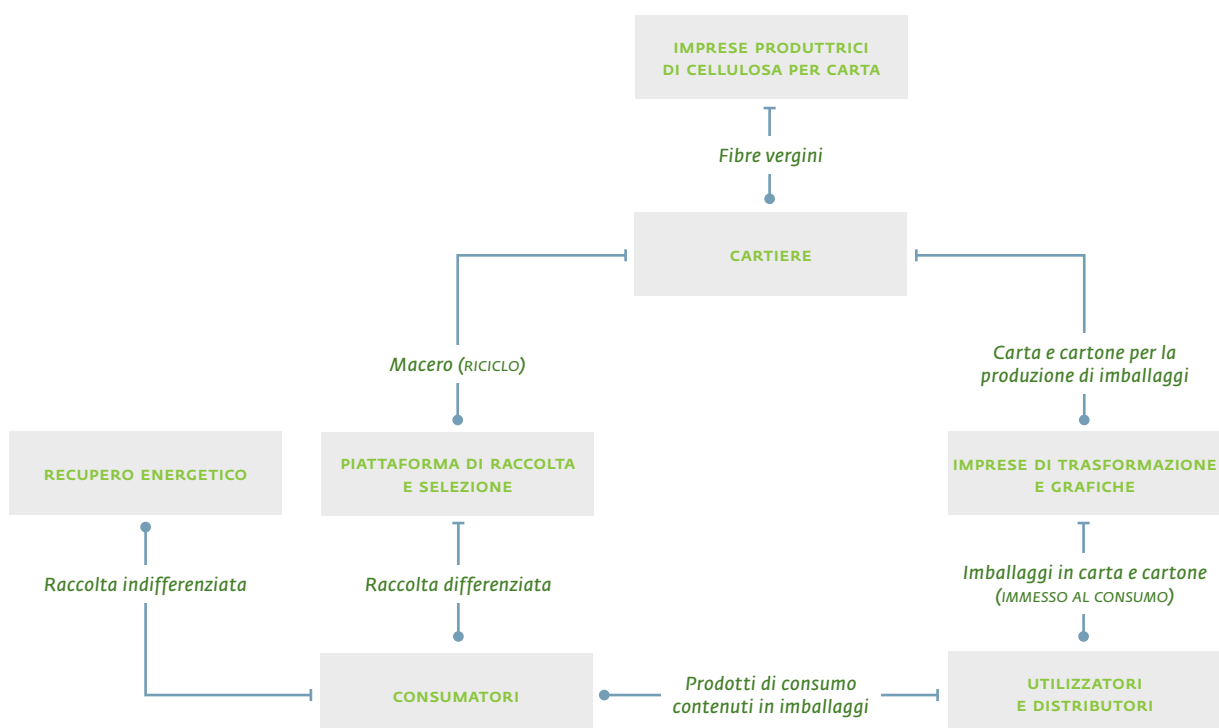 IMPRESE PRODUTTRICI
DI CELLULOSA PER CARTA
Fibre vergini
CARTIERE
Macero (RICICLO)
Carta e cartone per la
produzione di imballaggi
RECUPERO ENERGETICO
PIATTAFORMA DI RACCOLTA
E SELEZIONE
IMPRESE DI TRASFORMAZIONE
E GRAFICHE
Raccolta indifferenziata
Raccolta differenziata
Imballaggi in carta e cartone
(IMMESSO AL CONSUMO)
CONSUMATORI
Prodotti di consumo
contenuti in imballaggi
UTILIZZATORI
E DISTRIBUTORI